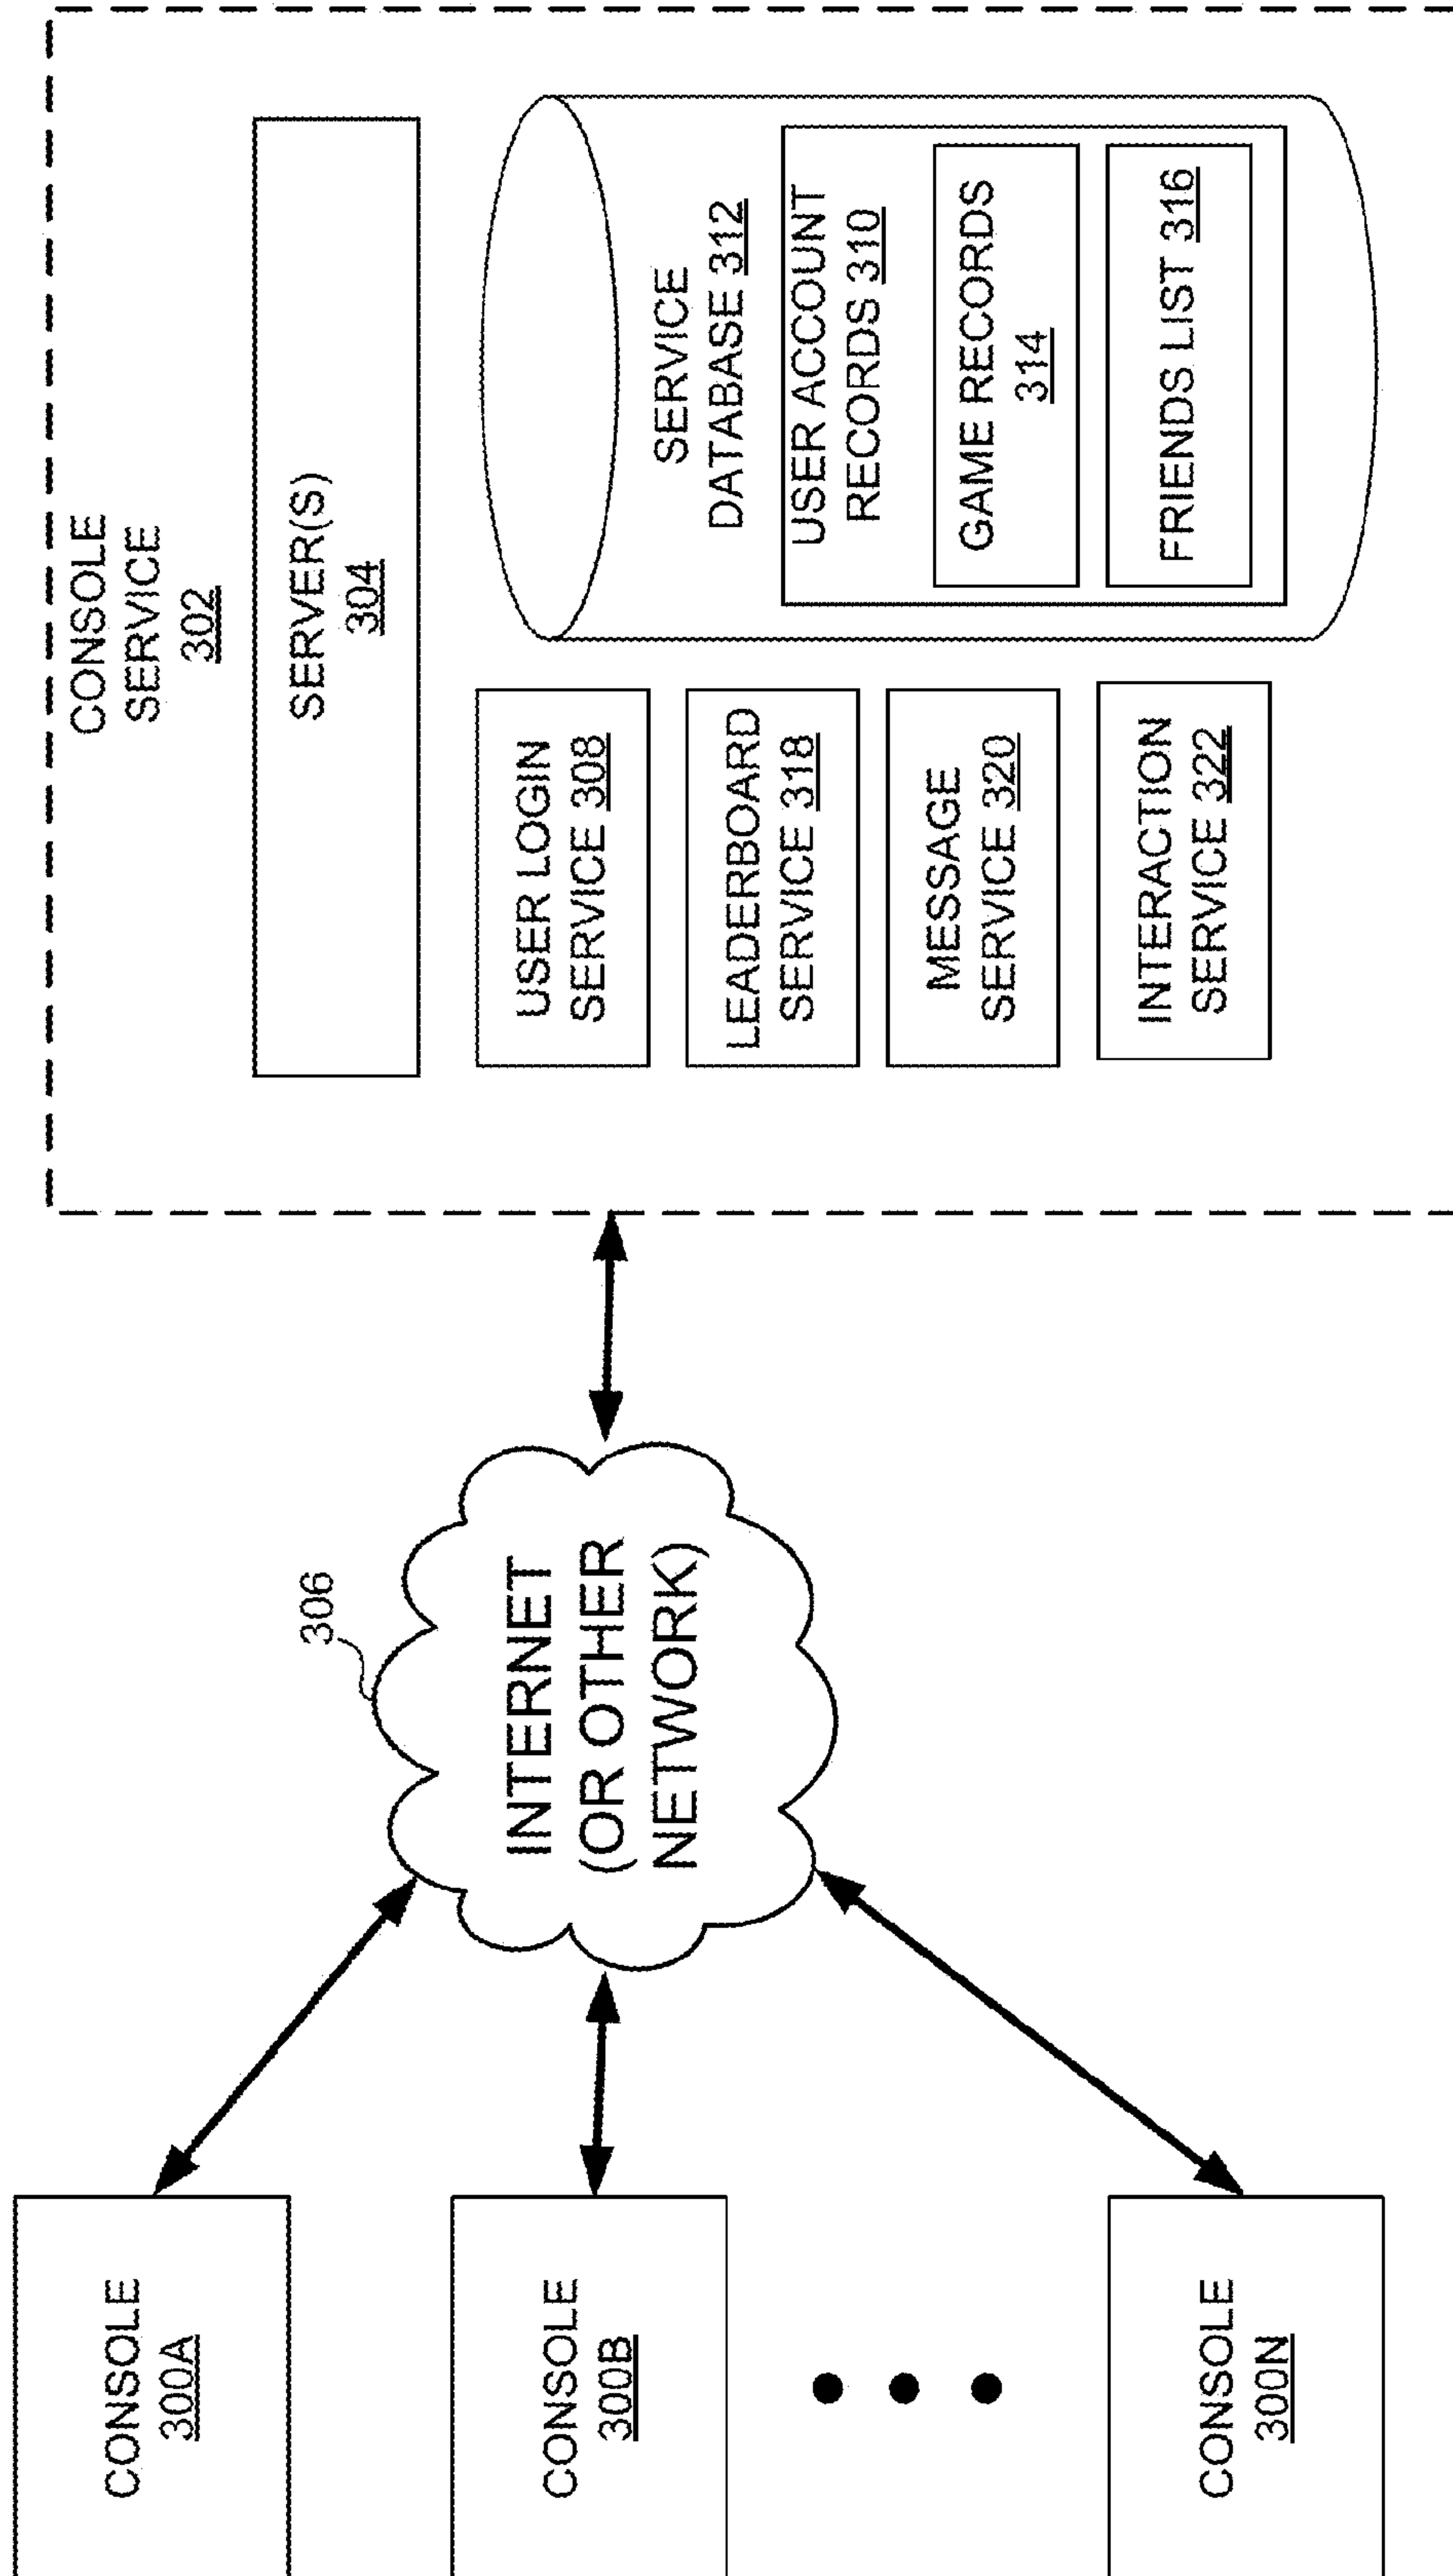 CONSOLE
300A
CONSOLE
300B
CONSOLE
300N
306
INTERNET
(OR OTHER
NETWORK)
CONSOLE
SERVICE
302
SERVER(S)
304
USER LOGIN
SERVICE 308
LEADERBOARD
SERVICE 318
MESSAGE
SERVICE 320
INTERACTION
SERVICE 322
SERVICE
DATABASE 312
USER ACCOUNT
RECORDS 310
GAME RECORDS
314
FRIENDS LIST 316